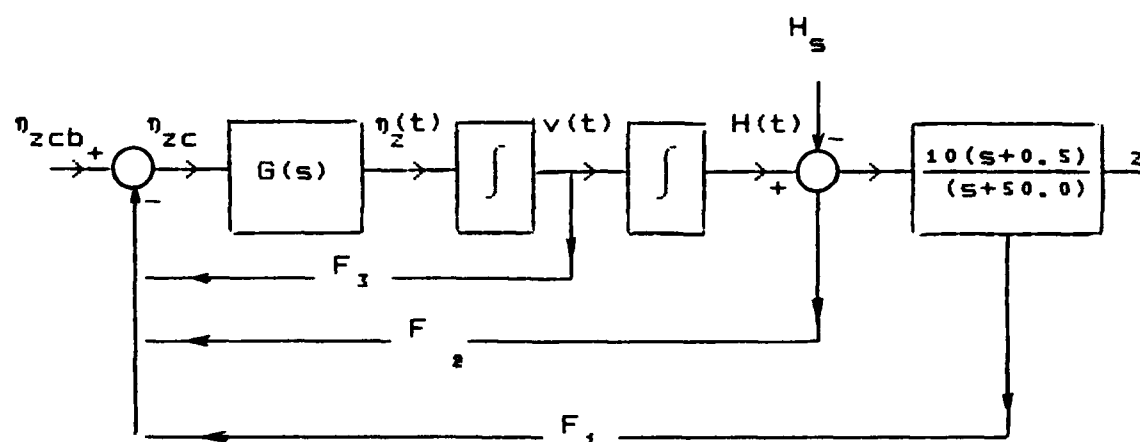 H_s
η_zcb + η_zc G(s) η_z(t) ∫ v(t) ∫ H(t) + - 10(s+0.5) z
(s+50.0)
-
F_3
F_2
F_1